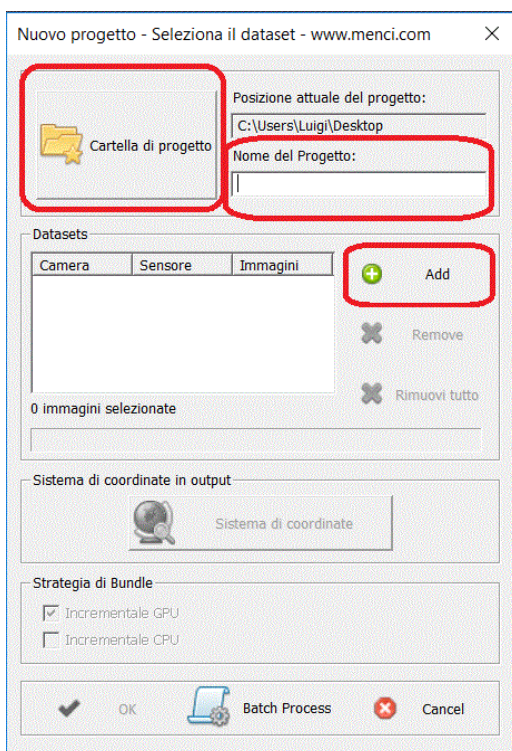 Nuovo progetto - Seleziona il dataset - www.menci.com
Cartella di progetto
Posizione attuale del progetto:
C:\Users\Luigi\Desktop
Nome del Progetto:
Datasets
Camera Sensore Immagini
Add
Remove
Rimuovi tutto
0 immagini selezionate
Sistema di coordinate in output
Sistema di coordinate
Strategia di Bundle
Incrementale GPU
Incrementale CPU
OK Batch Process Cancel